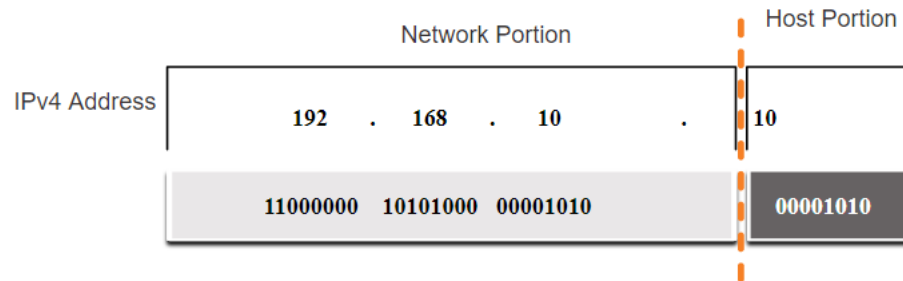 Host Portion
Network Portion
IPv4 Address
192 . 168 . 10 . 10
11000000 10101000 00001010 00001010